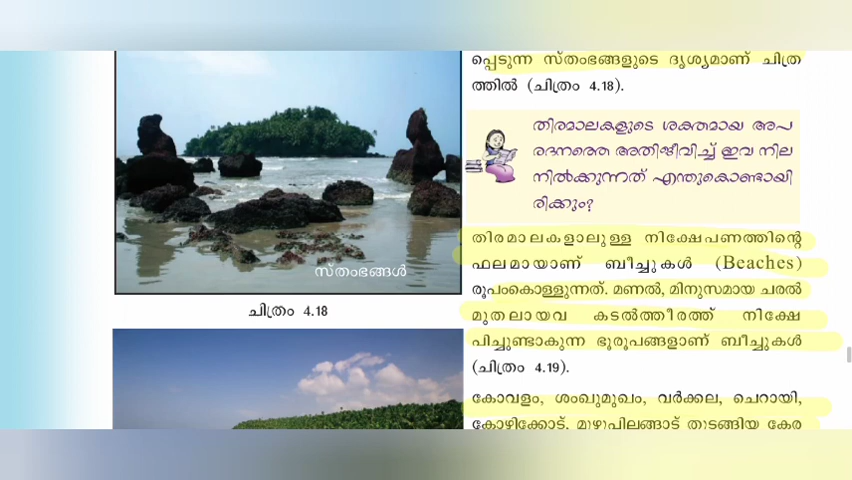 സ്തംഭങ്ങൾ
ചിത്രം 4.18
പ്പെടുന്ന സ്തംഭങ്ങളുടെ ദൃശ്യമാണ് ചിത്ര
ത്തിൽ (ചിത്രം 4.18).
തിരമാലകളുടെ ശക്തമായ അപ
രദനത്തെ അതിജീവിച്ച് ഇവ നില
നിൽക്കുന്നത് എന്തുകൊണ്ടായി
രിക്കും?
തിരമാലകളാലുള്ള നിക്ഷേപണത്തിന്റെ
ഫലമായാണ് ബീച്ചുകൾ (Beaches)
രൂപംകൊള്ളുന്നത്. മണൽ, മിനുസമായ ചരൽ
മുതലായവ കടൽത്തീരത്ത് നിക്ഷേ
പിച്ചുണ്ടാകുന്ന ഭൂരൂപങ്ങളാണ് ബീച്ചുകൾ
(ചിത്രം 4.19).
കോവളം, ശംഖുമുഖം, വർക്കല, ചെറായി,
കോഴിക്കോട്, മുഴുപ്പിലങ്ങാട് തുടങ്ങിയ കേര